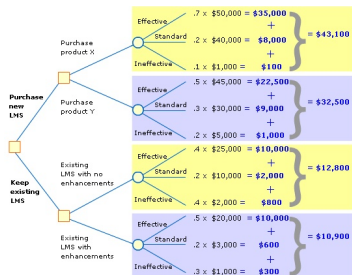 Effective
.7 x $50,000 = $35,000
+
Purchase
product X
Standard
.2 x $40,000 = $8,000
= $43,100
+
Ineffective
.1 x $1,000 = $100
Purchase
new
LMS
Effective
.5 x $45,000 = $22,500
+
Purchase
product Y
Standard
.3 x $30,000 = $9,000
= $32,500
+
Ineffective
.2 x $5,000 = $1,000
Keep
existing
LMS
Effective
.4 x $25,000 = $10,000
+
Existing
LMS with no
enhancements
Standard
.2 x $10,000 = $2,000
= $12,800
+
Ineffective
.4 x $2,000 = $800
Effective
.5 x $20,000 = $10,000
+
Existing
LMS with
enhancements
Standard
.2 x $3,000 = $600
= $10,900
+
Ineffective
.3 x $1,000 = $300